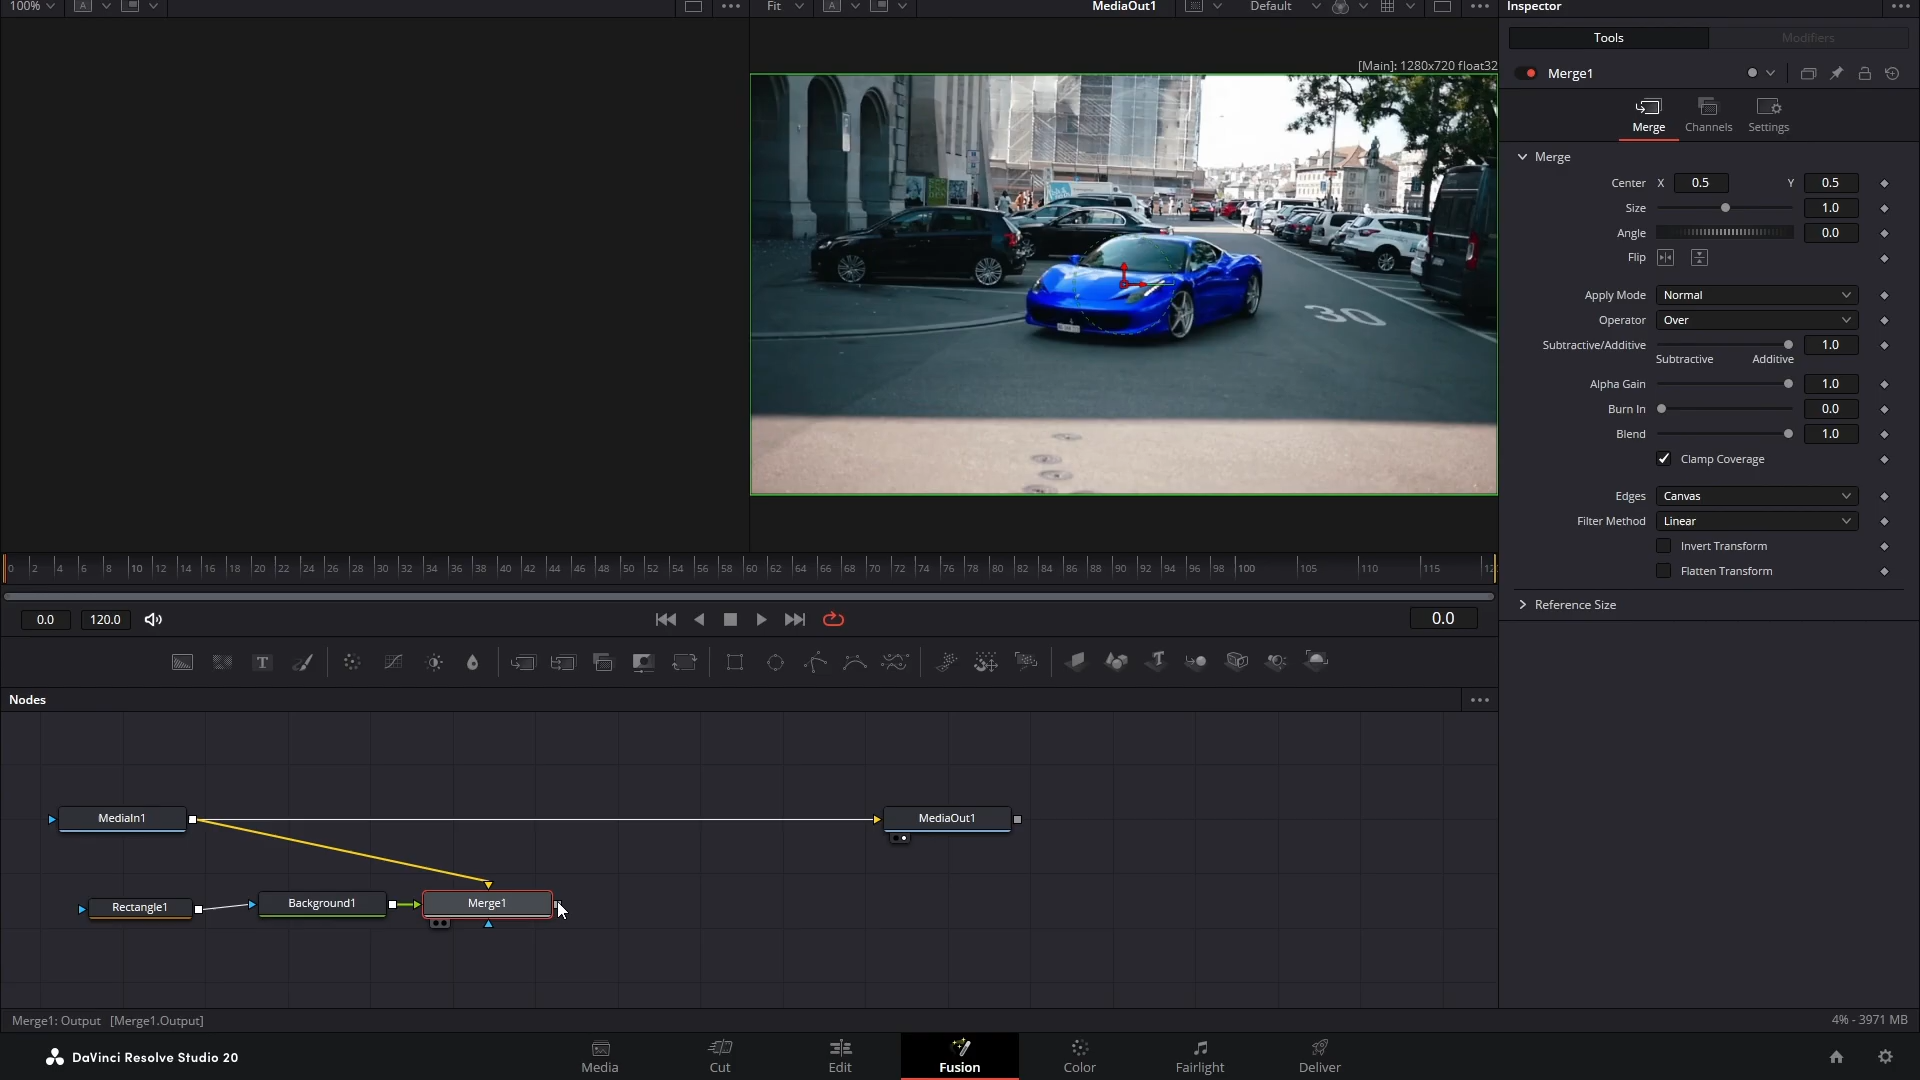 100% A Fit A MediaOut1 Default Inspector
Tools Modifiers
[Main]: 1280x720 float32
Merge1
Merge Channels Settings
Merge
Center X 0.5 Y 0.5
Size 1.0
Angle 0.0
Flip
Apply Mode Normal
Operator Over
Subtractive/Additive 1.0
Subtractive Additive
Alpha Gain 1.0
Burn In 0.0
Blend 1.0
Clamp Coverage
Edges Canvas
Filter Method Linear
Invert Transform
Flatten Transform
Reference Size
30
0 2 4 6 8 10 12 14 16 18 20 22 24 26 28 30 32 34 36 38 40 42 44 46 48 50 52 54 56 58 60 62 64 66 68 70 72 74 76 78 80 82 84 86 88 90 92 94 96 98 100 105 110 115 12
0.0 120.0 0.0
T T
Nodes
MediaIn1 MediaOut1
Rectangle1 Background1 Merge1
Merge1: Output [Merge1.Output] 4% - 3971 MB
DaVinci Resolve Studio 20 Media Cut Edit Fusion Color Fairlight Deliver